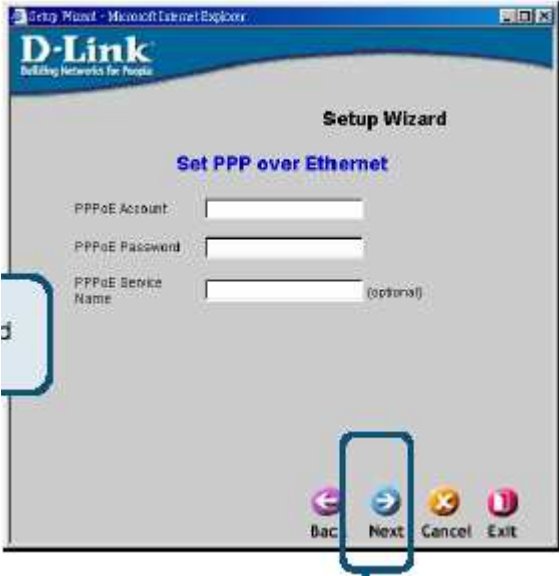 Setup Wizard - Microsoft Internet Explorer
D-Link
Building Networks for People
Setup Wizard
Set PPP over Ethernet
PPPoE Account
PPPoE Password
PPPoE Service
Name
(optional)
d
Back Next Cancel Exit